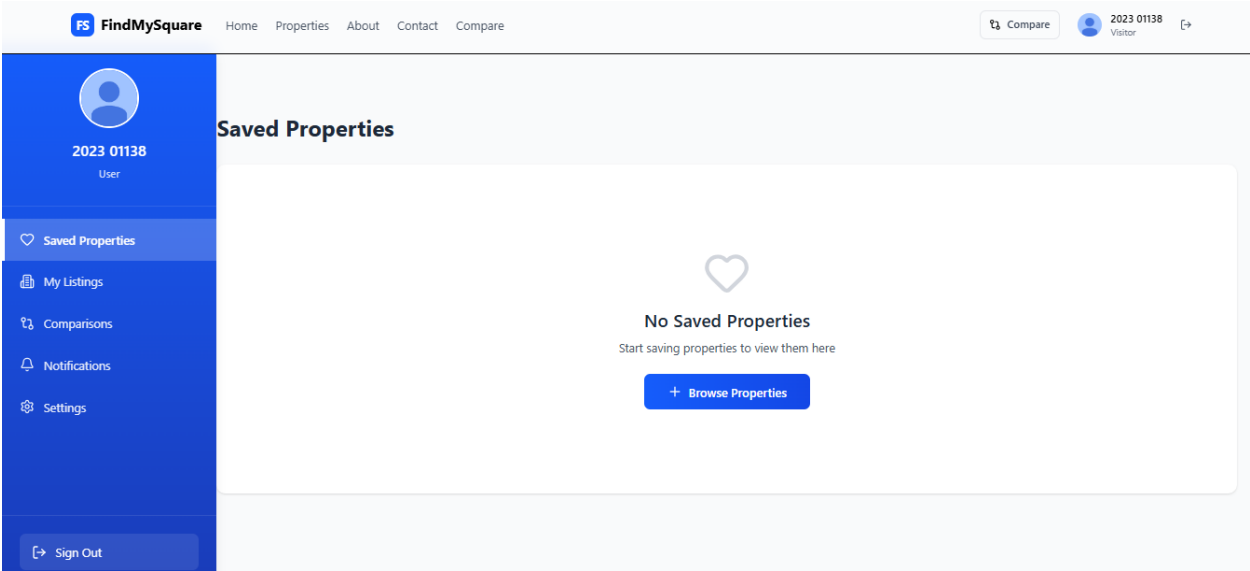 FS FindMySquare Home Properties About Contact Compare Compare 2023 01138
Visitor
2023 01138
User
Saved Properties
My Listings
Comparisons
Notifications
Settings
Sign Out
Saved Properties
No Saved Properties
Start saving properties to view them here
+ Browse Properties